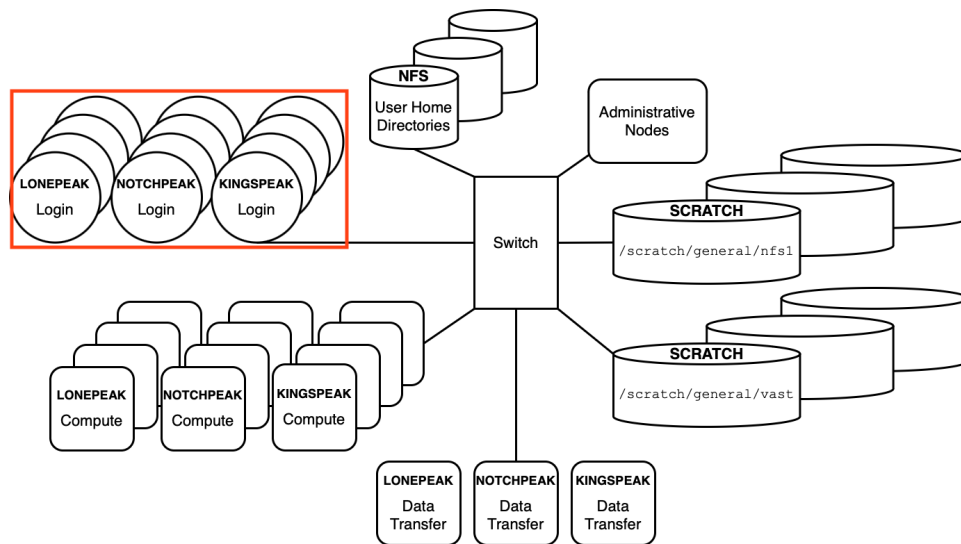 NFS
User Home
Directories
Administrative
Nodes
LONEPEAK
Login
NOTCHPEAK
Login
KINGSPEAK
Login
Switch
SCRATCH
/scratch/general/nfs1
SCRATCH
/scratch/general/vast
LONEPEAK
Compute
NOTCHPEAK
Compute
KINGSPEAK
Compute
LONEPEAK
Data
Transfer
NOTCHPEAK
Data
Transfer
KINGSPEAK
Data
Transfer